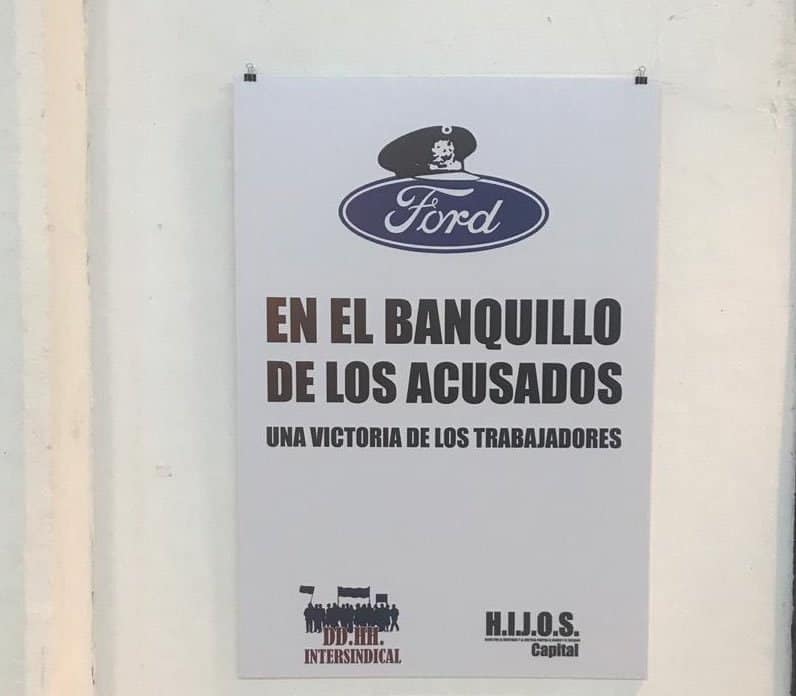 Ford
EN EL BANQUILLO
DE LOS ACUSADOS
UNA VICTORIA DE LOS TRABAJADORES
DD.HH.
INTERSINDICAL
H.I.J.O.S.
Capital